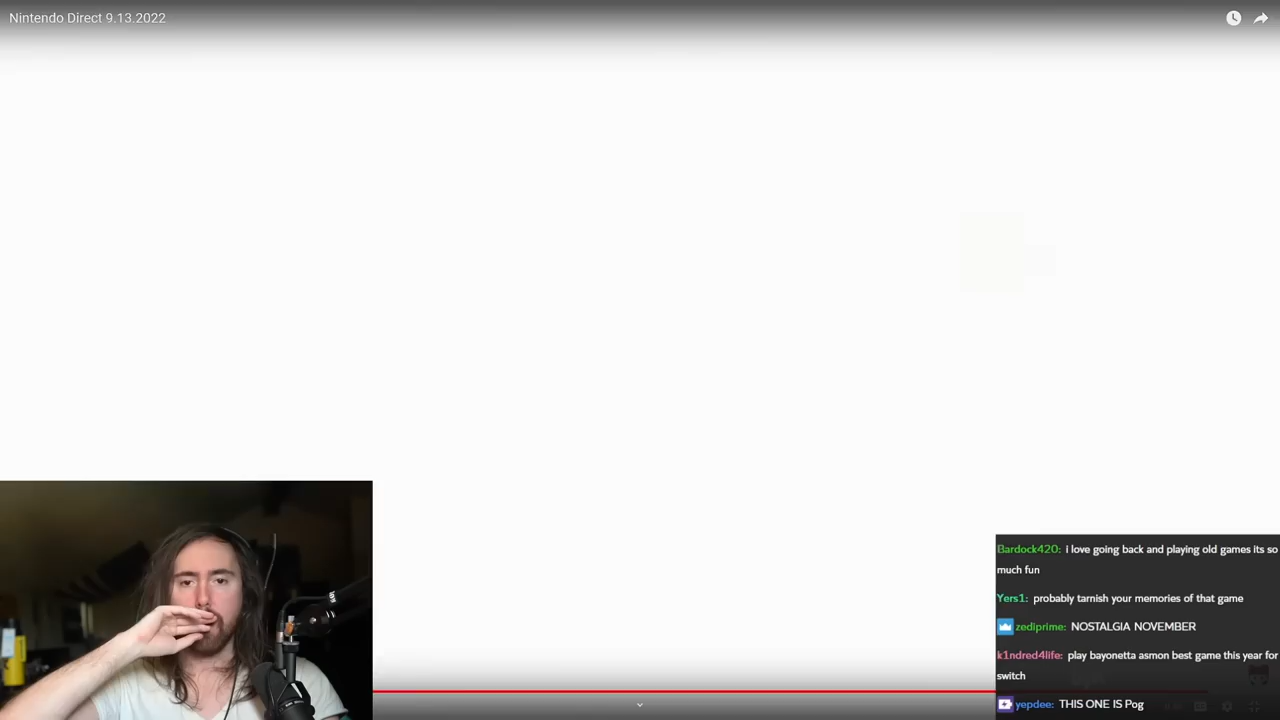 Nintendo Direct 9.13.2022
Bardock420: i love going back and playing old games its so
much fun
Yers1: probably tarnish your memories of that game
zediprime: NOSTALGIA NOVEMBER
k1ndred4life: play bayonetta asmon best game this year for
switch
yepdee: THIS ONE IS Pog